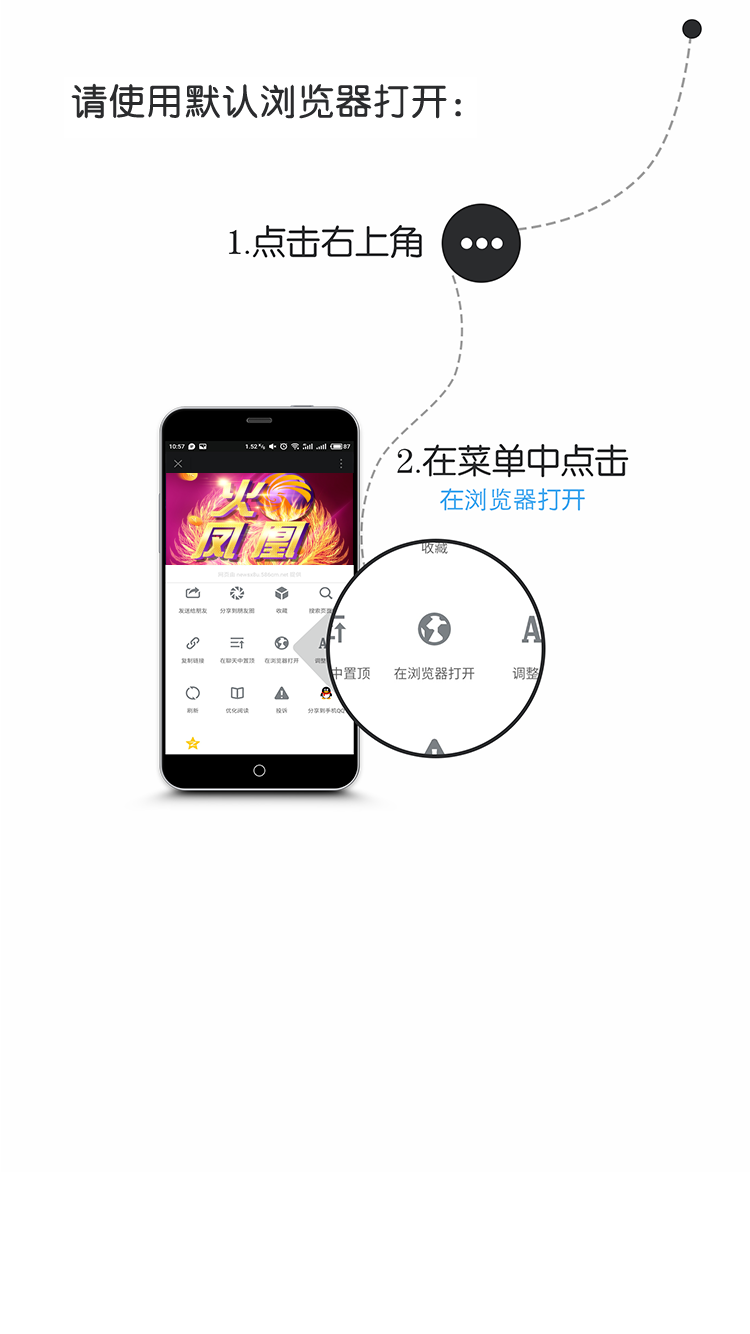 请使用默认浏览器打开：
1.点击右上角
2.在菜单中点击
在浏览器打开
10:57
1.52
87
火
凤凰
发送给朋友 分享到朋友圈 收藏 搜索页面
复制链接 在聊天中置顶 在浏览器打开 调整
刷新 优化阅读 投诉 分享到手机QQ
收藏
中置顶 在浏览器打开 调整